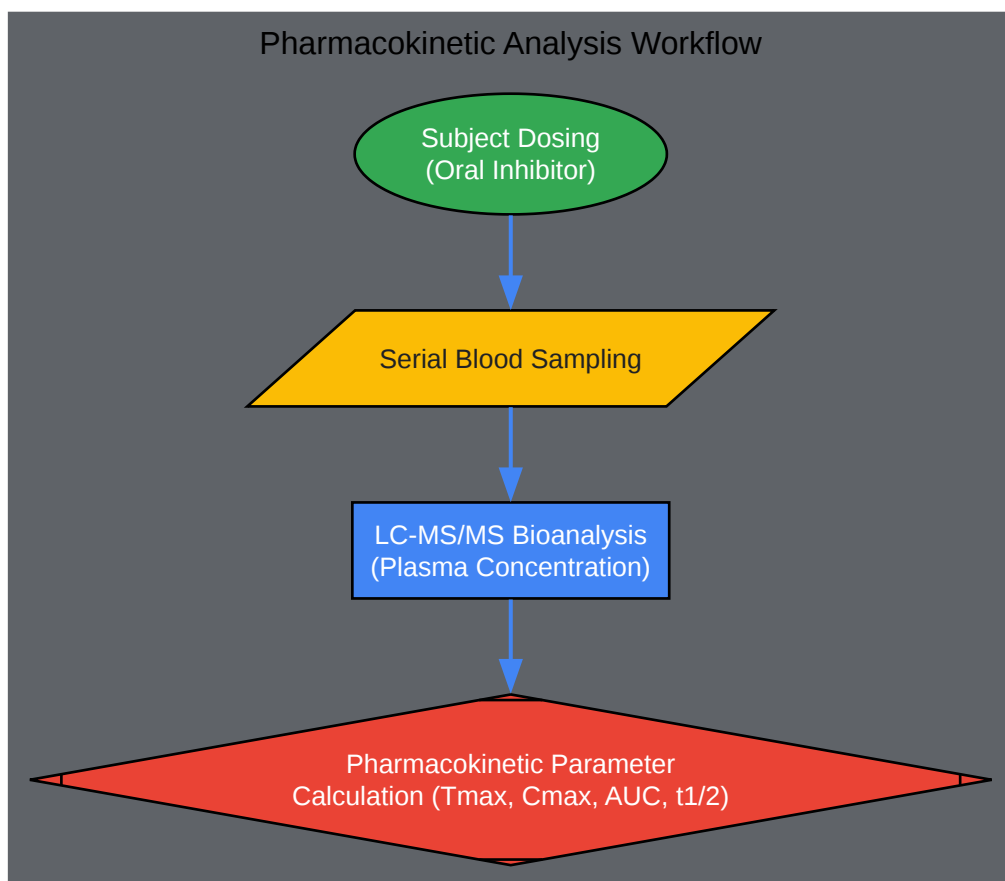 Pharmacokinetic Analysis Workflow
Subject Dosing
(Oral Inhibitor)
Serial Blood Sampling
LC-MS/MS Bioanalysis
(Plasma Concentration)
Pharmacokinetic Parameter
Calculation (Tmax, Cmax, AUC, t1/2)